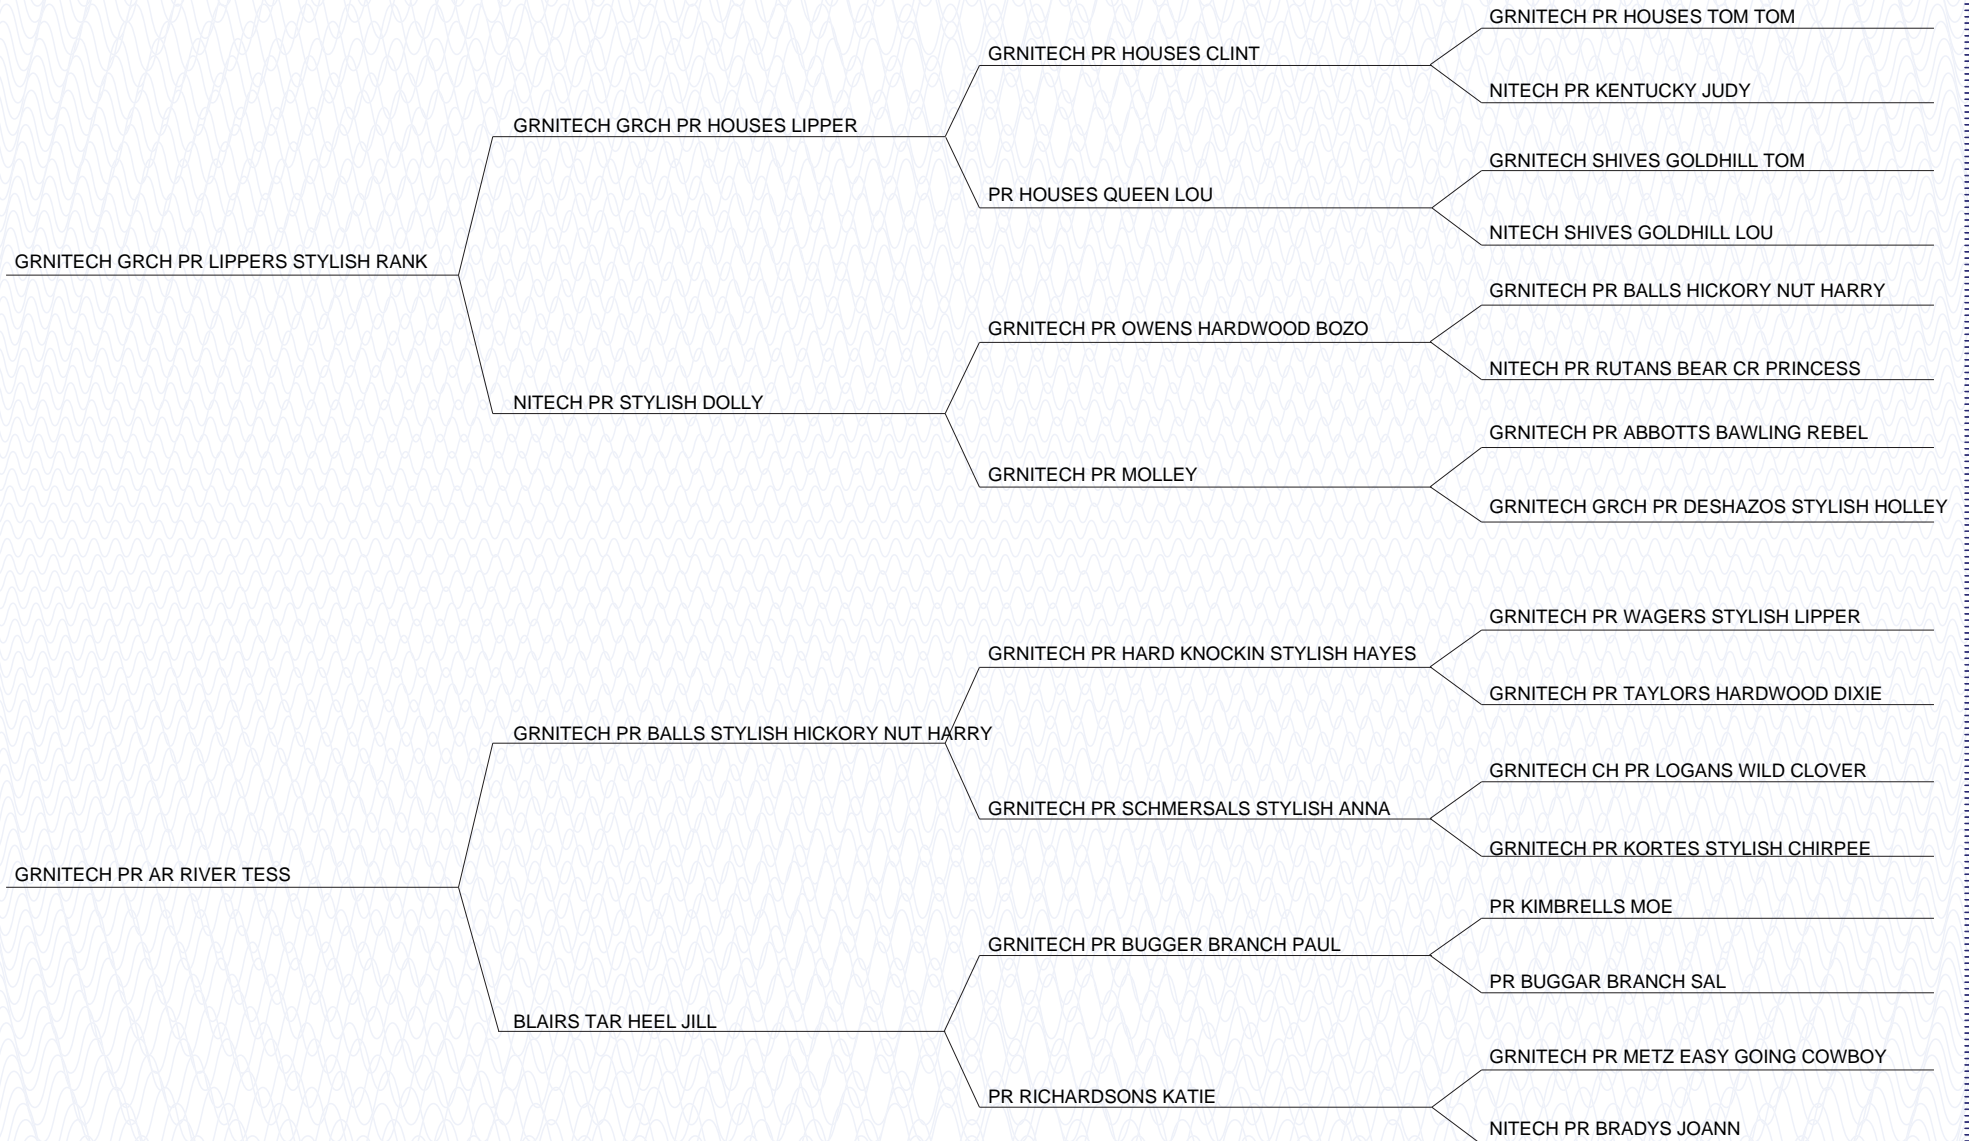 GRNITECH PR HOUSES TOM TOM
GRNITECH PR HOUSES CLINT
NITECH PR KENTUCKY JUDY
GRNITECH GRCH PR HOUSES LIPPER
GRNITECH SHIVES GOLDHILL TOM
PR HOUSES QUEEN LOU
NITECH SHIVES GOLDHILL LOU
GRNITECH GRCH PR LIPPERS STYLISH RANK
GRNITECH PR BALLS HICKORY NUT HARRY
GRNITECH PR OWENS HARDWOOD BOZO
NITECH PR RUTANS BEAR CR PRINCESS
NITECH PR STYLISH DOLLY
GRNITECH PR ABBOTTS BAWLING REBEL
GRNITECH PR MOLLEY
GRNITECH GRCH PR DESHAZOS STYLISH HOLLEY
GRNITECH PR WAGERS STYLISH LIPPER
GRNITECH PR HARD KNOCKIN STYLISH HAYES
GRNITECH PR TAYLORS HARDWOOD DIXIE
GRNITECH PR BALLS STYLISH HICKORY NUT HARRY
GRNITECH CH PR LOGANS WILD CLOVER
GRNITECH PR SCHMERSALS STYLISH ANNA
GRNITECH PR KORTES STYLISH CHIRPEE
GRNITECH PR AR RIVER TESS
PR KIMBRELLS MOE
GRNITECH PR BUGGER BRANCH PAUL
PR BUGGAR BRANCH SAL
BLAIRS TAR HEEL JILL
GRNITECH PR METZ EASY GOING COWBOY
PR RICHARDSONS KATIE
NITECH PR BRADYS JOANN